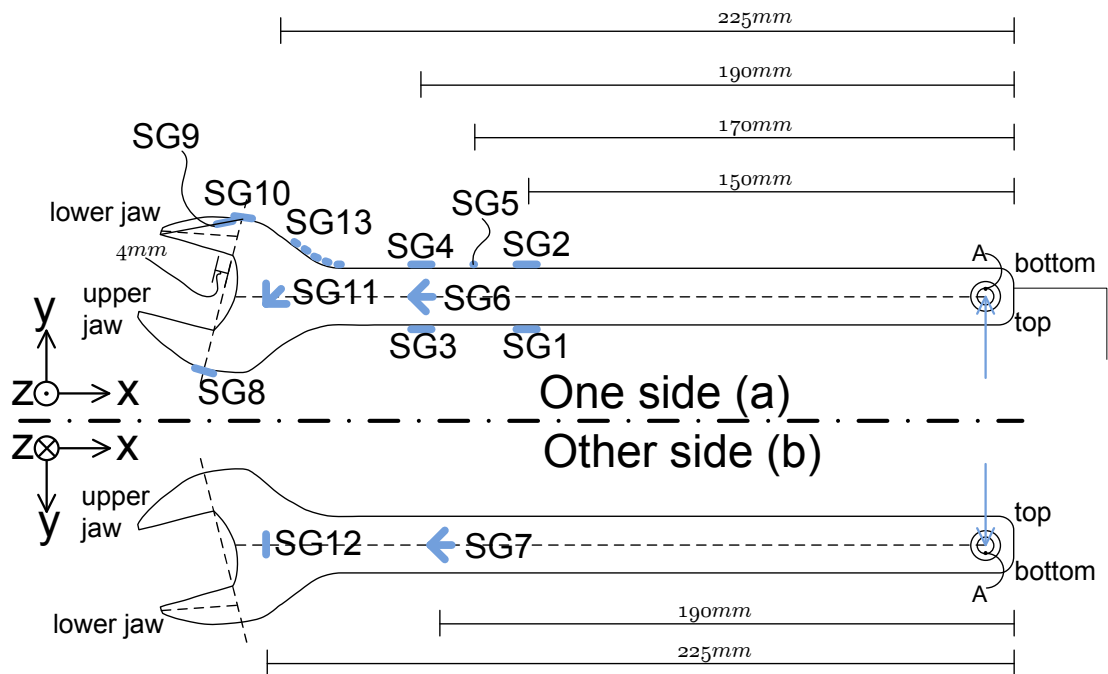 225mm
190mm
170mm
150mm
SG9
SG10
SG5
lower jaw
SG13
SG4
SG2
4mm
A
bottom
upper
jaw
SG11
SG6
top
y
SG3
SG1
SG8
z
x
One side (a)
z
x
Other side (b)
y
upper
jaw
top
SG12
SG7
bottom
A
lower jaw
190mm
225mm